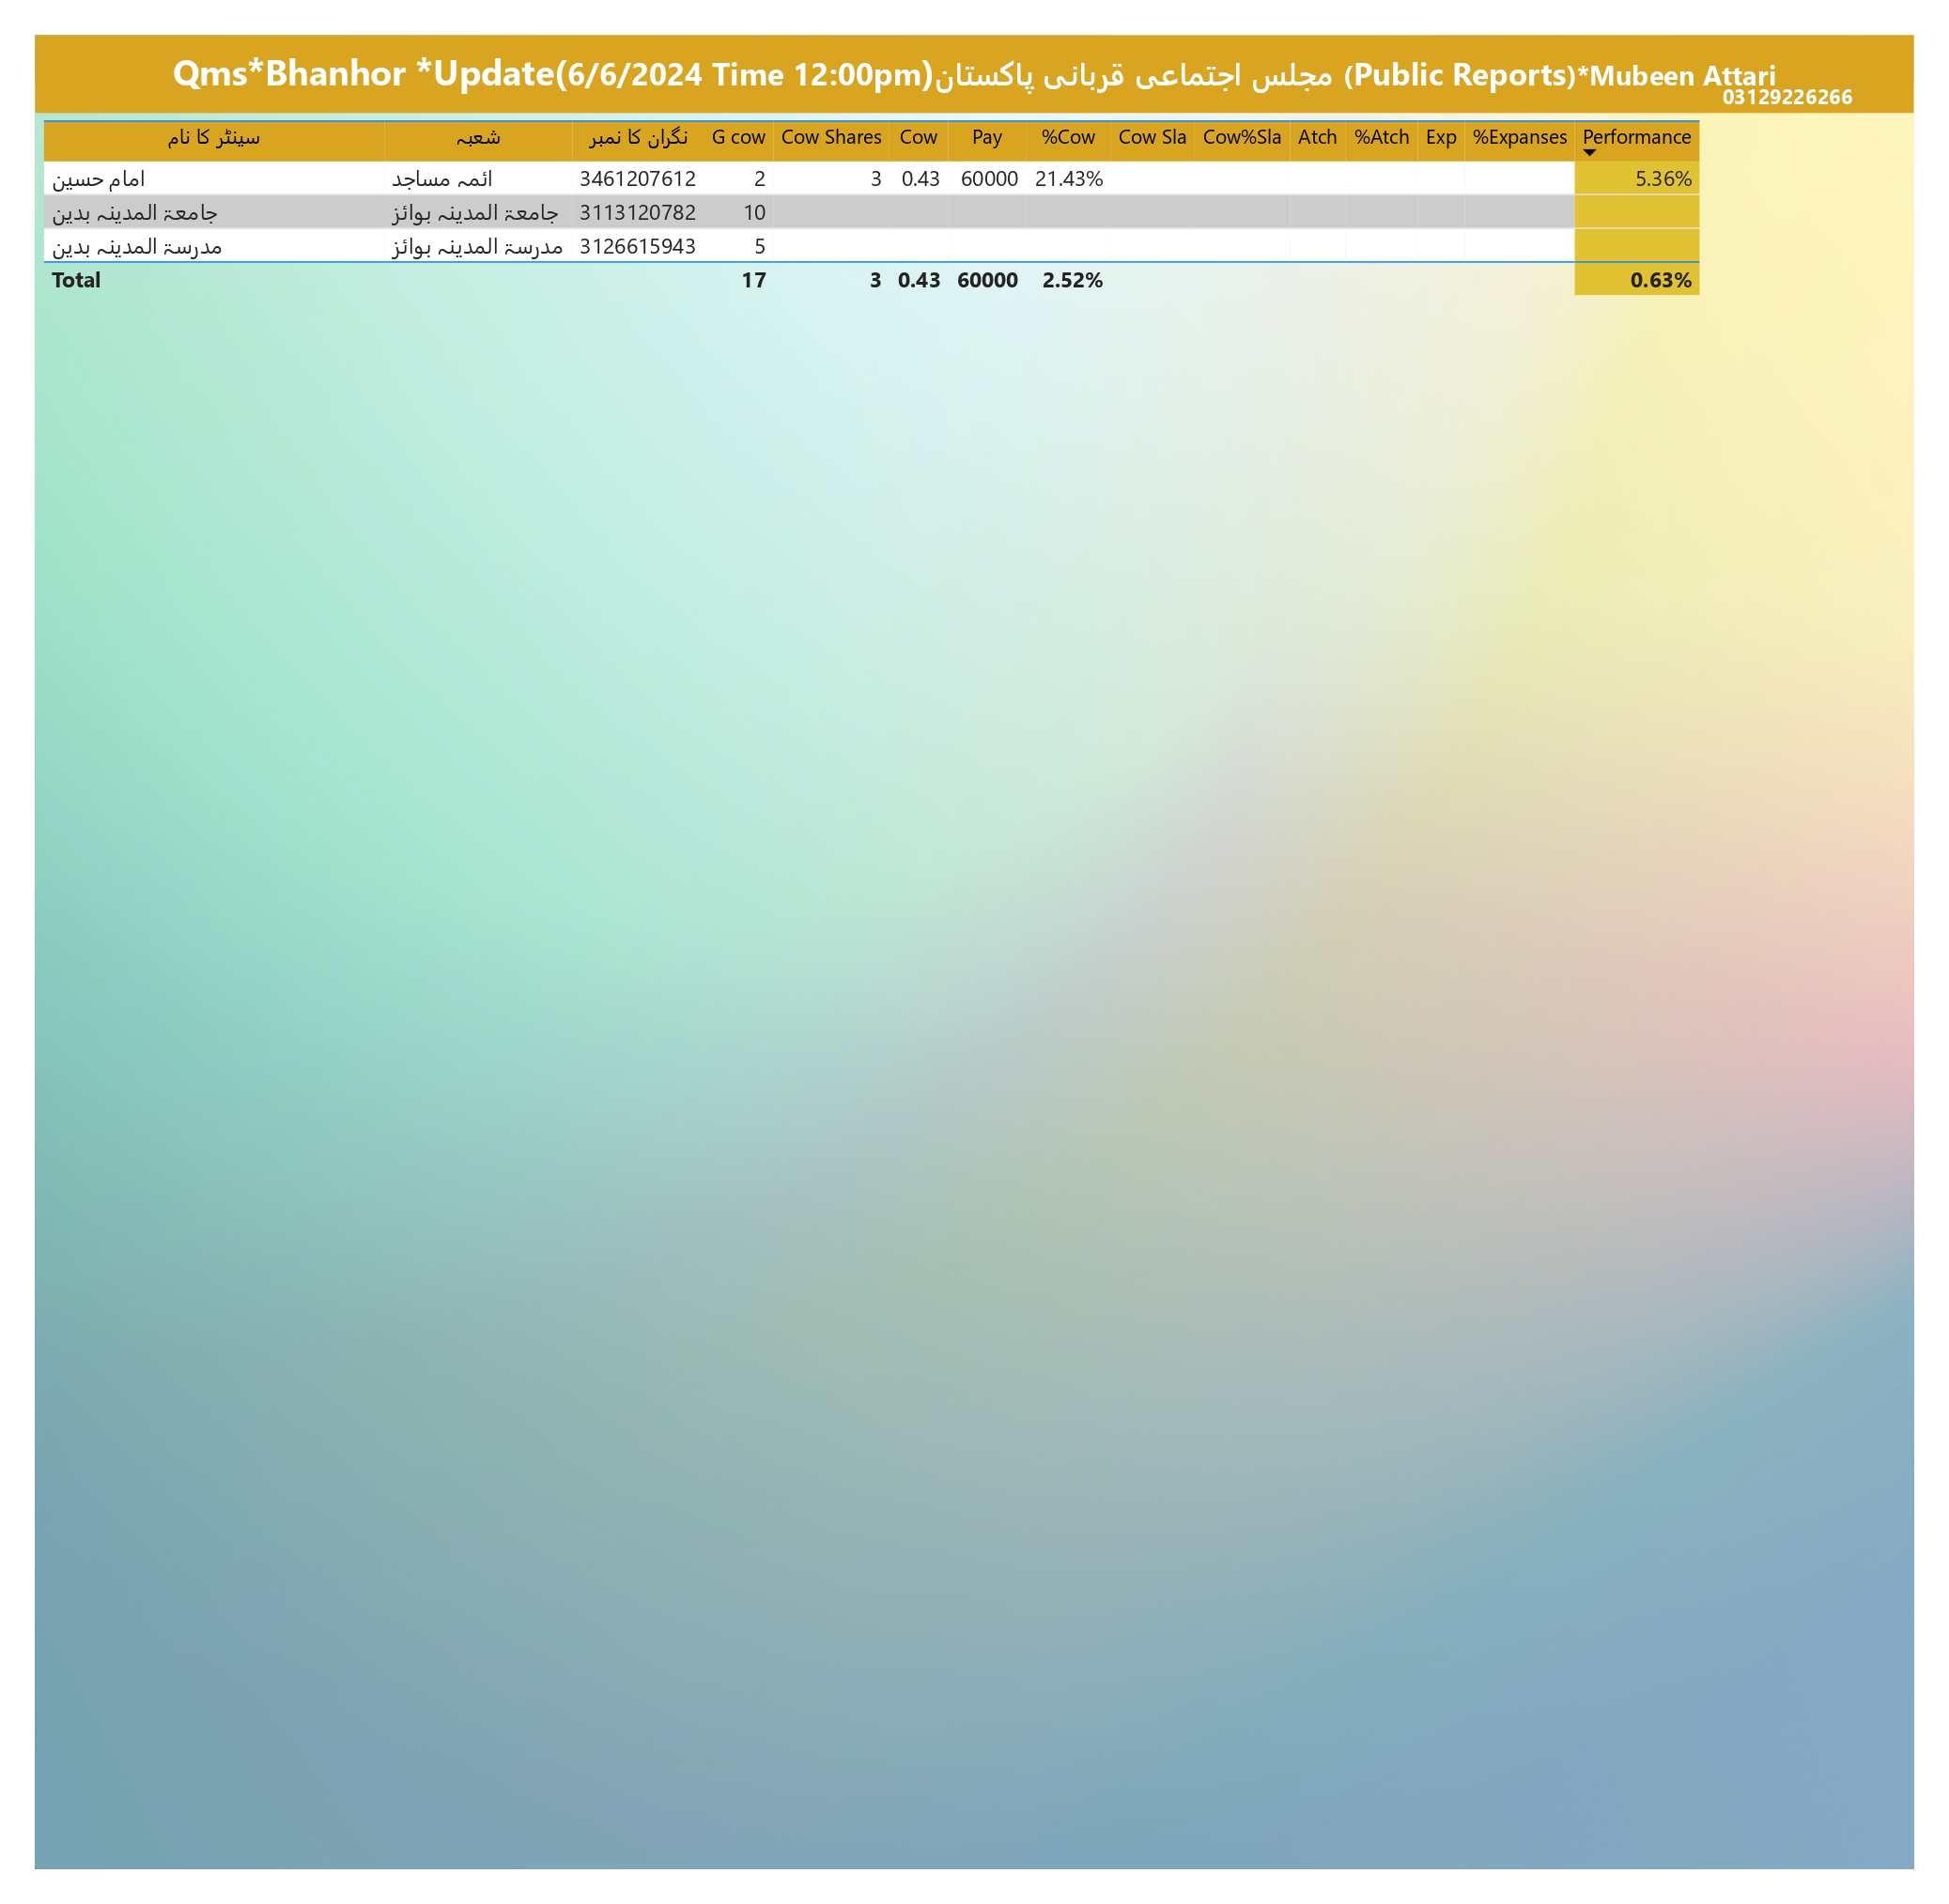 Qms*Bhanhor *Update(6/6/2024 Time 12:00pm)مجلس اجتماعی قربانی پاکستان (Public Reports)*Mubeen Attari
03129226266
سینٹر کا نام شعبہ نگران کا نمبر G cow Cow Shares Cow Pay %Cow Cow Sla Cow%Sla Atch %Atch Exp %Expanses Performance
امام حسین ائمہ مساجد 3461207612 2 3 0.43 60000 21.43% 5.36%
جامعۃ المدینہ بدین جامعۃ المدینہ بوائز 3113120782 10
مدرسۃ المدینہ بدین مدرسۃ المدینہ بوائز 3126615943 5
Total 17 3 0.43 60000 2.52% 0.63%